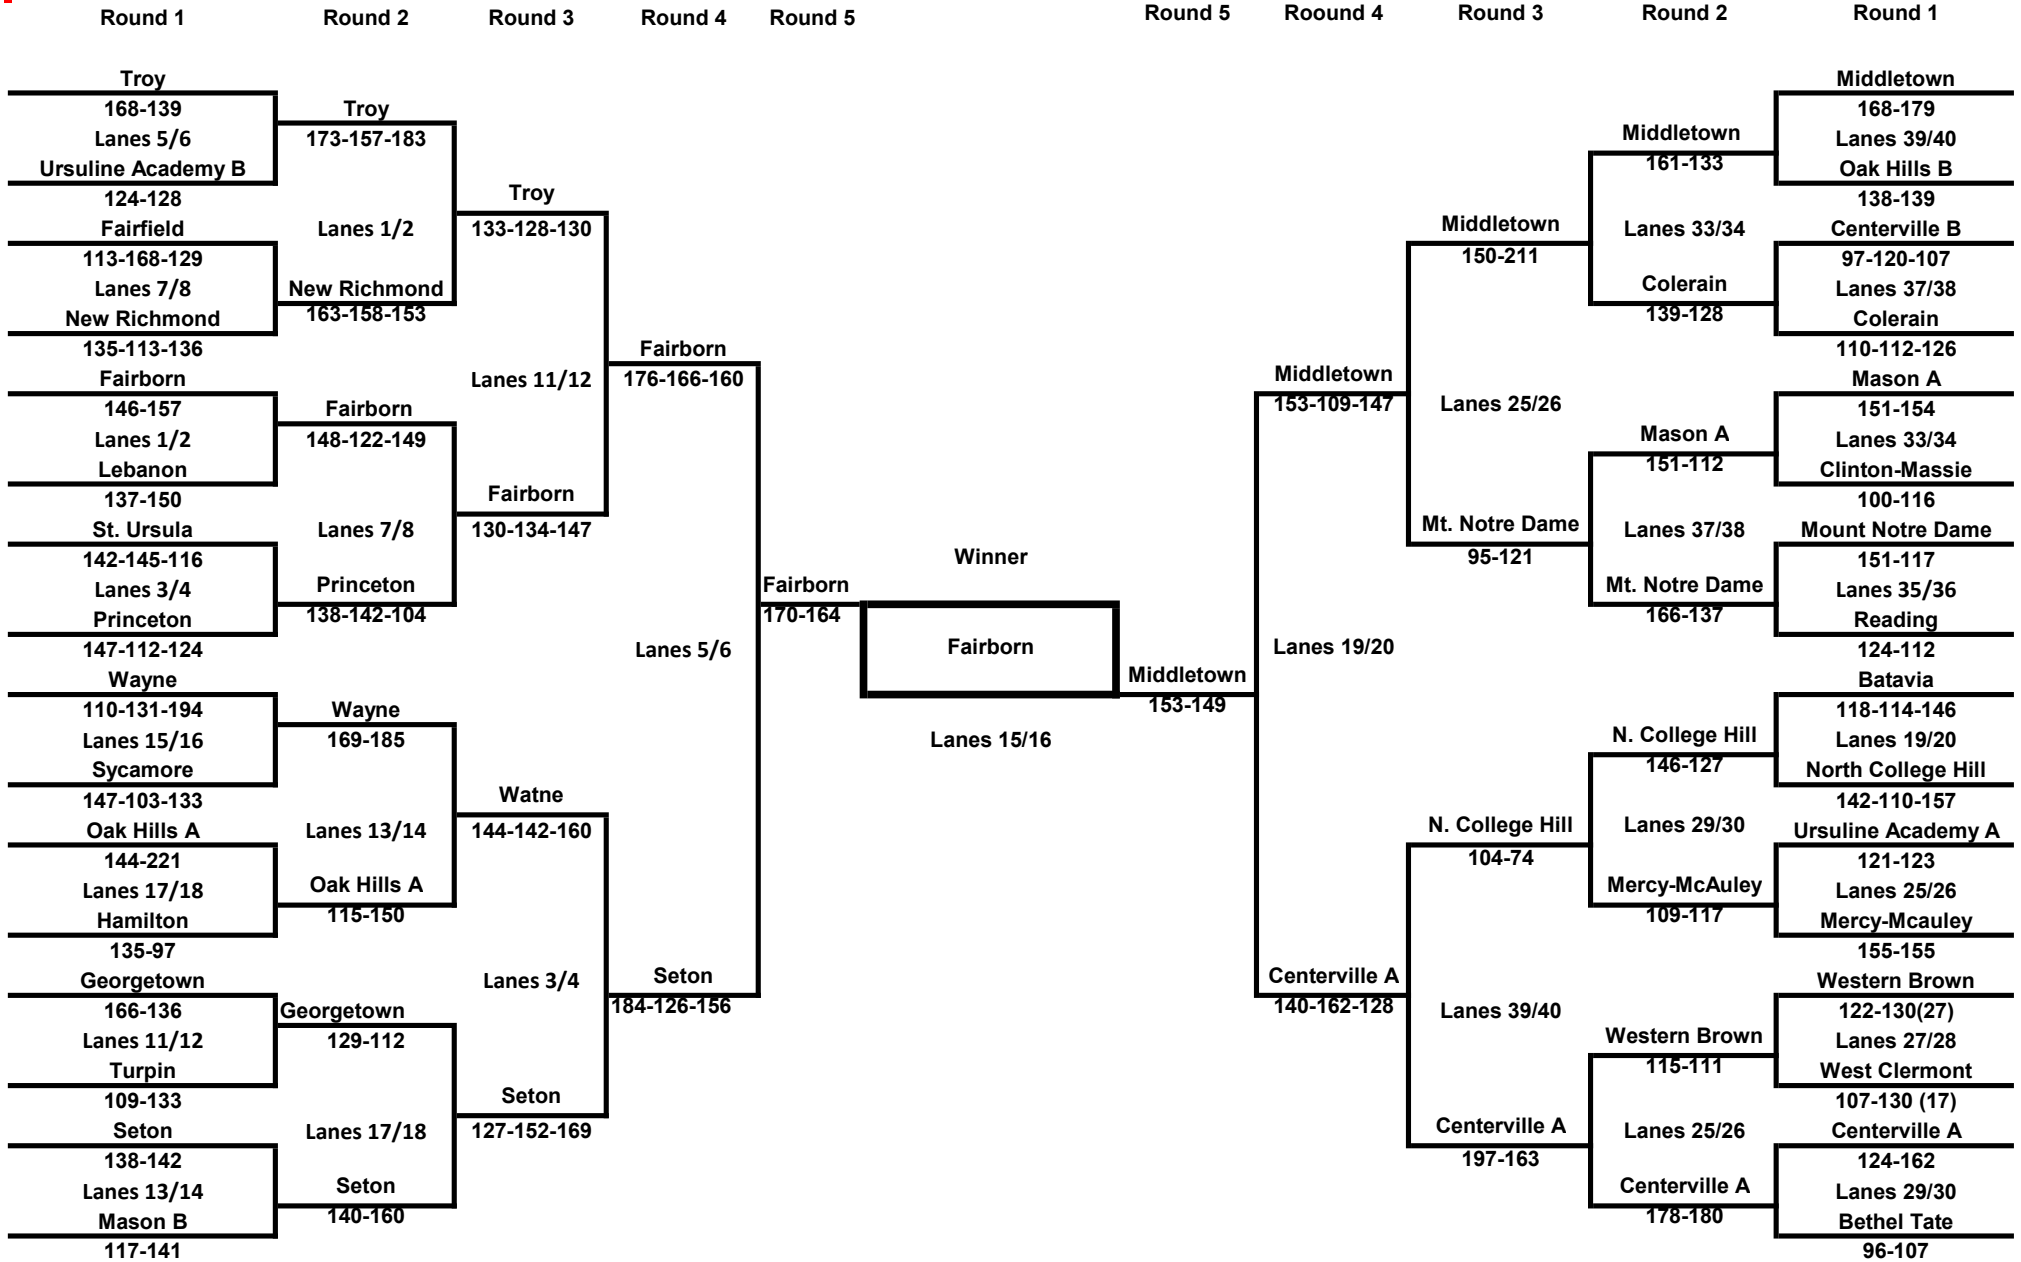 Round 1
Round 2
Round 3
Round 4
Round 5
Round 5
Roound 4
Round 3
Round 2
Round 1
Troy
168-139
Lanes 5/6
Ursuline Academy B
124-128
Fairfield
113-168-129
Lanes 7/8
New Richmond
135-113-136
Fairborn
146-157
Lanes 1/2
Lebanon
137-150
St. Ursula
142-145-116
Lanes 3/4
Princeton
147-112-124
Wayne
110-131-194
Lanes 15/16
Sycamore
147-103-133
Oak Hills A
144-221
Lanes 17/18
Hamilton
135-97
Georgetown
166-136
Lanes 11/12
Turpin
109-133
Seton
138-142
Lanes 13/14
Mason B
117-141
Troy
173-157-183
Lanes 1/2
New Richmond
163-158-153
Fairborn
148-122-149
Lanes 7/8
Princeton
138-142-104
Wayne
169-185
Lanes 13/14
Oak Hills A
115-150
Georgetown
129-112
Lanes 17/18
Seton
140-160
Troy
133-128-130
Lanes 11/12
Fairborn
130-134-147
Watne
144-142-160
Lanes 3/4
Seton
127-152-169
Fairborn
176-166-160
Lanes 5/6
Seton
184-126-156
Fairborn
170-164
Winner
Fairborn
Lanes 15/16
Middletown
153-149
Middletown
153-109-147
Lanes 19/20
Centerville A
140-162-128
Middletown
150-211
Lanes 25/26
Mt. Notre Dame
95-121
N. College Hill
104-74
Lanes 39/40
Centerville A
197-163
Middletown
161-133
Lanes 33/34
Colerain
139-128
Mason A
151-112
Lanes 37/38
Mt. Notre Dame
166-137
N. College Hill
146-127
Lanes 29/30
Mercy-McAuley
109-117
Western Brown
115-111
Lanes 25/26
Centerville A
178-180
Middletown
168-179
Lanes 39/40
Oak Hills B
138-139
Centerville B
97-120-107
Lanes 37/38
Colerain
110-112-126
Mason A
151-154
Lanes 33/34
Clinton-Massie
100-116
Mount Notre Dame
151-117
Lanes 35/36
Reading
124-112
Batavia
118-114-146
Lanes 19/20
North College Hill
142-110-157
Ursuline Academy A
121-123
Lanes 25/26
Mercy-Mcauley
155-155
Western Brown
122-130(27)
Lanes 27/28
West Clermont
107-130 (17)
Centerville A
124-162
Lanes 29/30
Bethel Tate
96-107